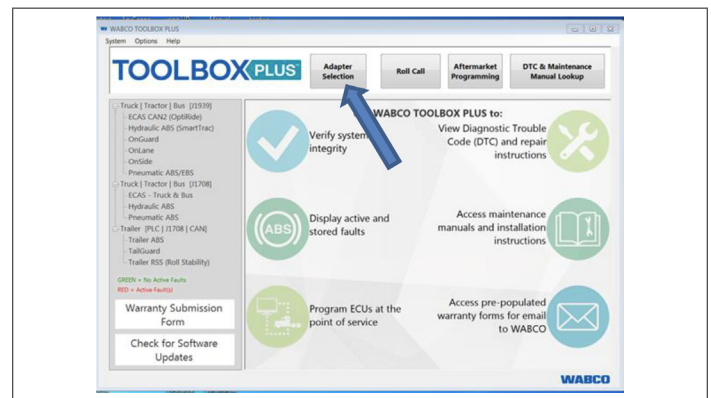 WABCO TOOLBOX PLUS
System Options Help
TOOLBOX PLUS
Adapter
Selection
Roll Call
Aftermarket
Programming
DTC & Maintenance
Manual Lookup
Truck | Tractor | Bus [J1939]
ECAS CAN2 (OptiRide)
Hydraulic ABS (SmartTrac)
OnGuard
OnLane
OnSide
Pneumatic ABS/EBS
Truck | Tractor | Bus [J1708]
ECAS - Truck & Bus
Hydraulic ABS
Pneumatic ABS
Trailer [PLC | J1708 | CAN]
Trailer ABS
TailGuard
Trailer RSS (Roll Stability)
GREEN = No Active Faults
RED = Active Fault(s)
Warranty Submission
Form
Check for Software
Updates
WABCO TOOLBOX PLUS to:
Verify system
integrity
View Diagnostic Trouble
Code (DTC) and repair
instructions
ABS
Display active and
stored faults
Access maintenance
manuals and installation
instructions
Program ECUs at the
point of service
Access pre-populated
warranty forms for email
to WABCO
WABCO